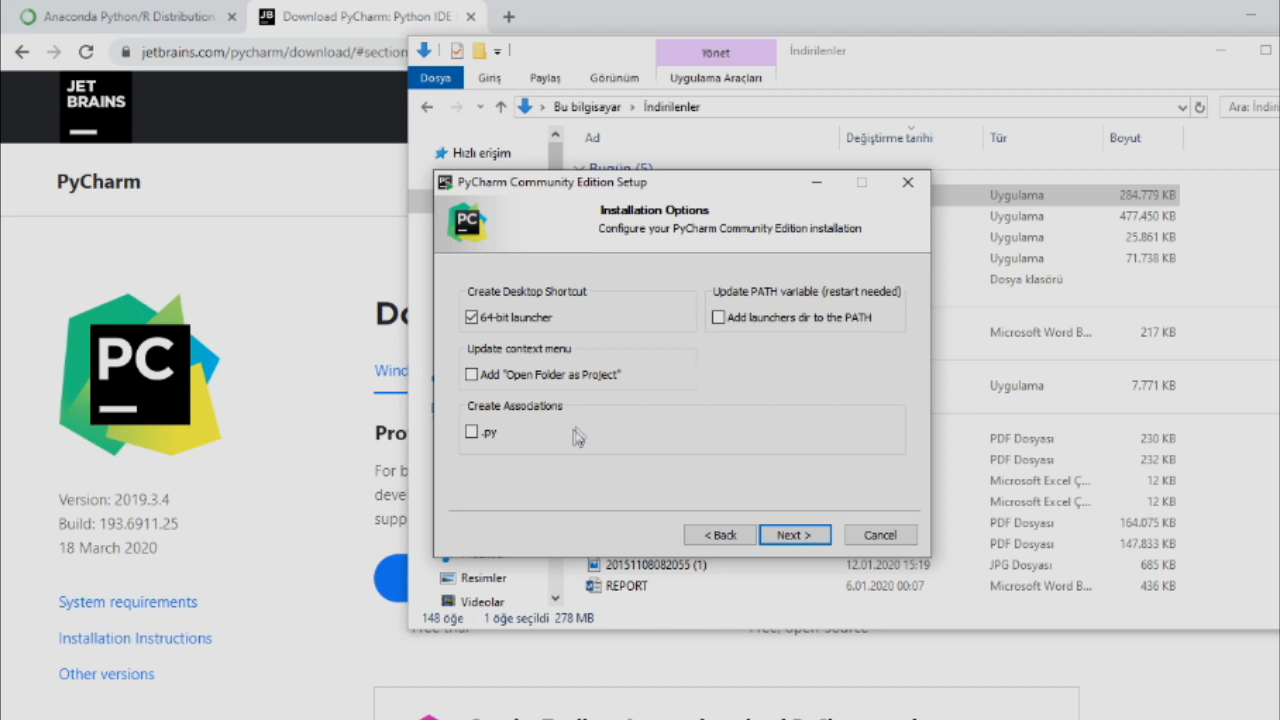 Anaconda Python/R Distribution
Download PyCharm: Python IDE
jetbrains.com/pycharm/download/#section
JET
BRAINS
PyCharm
PC
Version: 2019.3.4
Build: 193.6911.25
18 March 2020
System requirements
Installation Instructions
Other versions
Yönet
İndirilenler
Dosya
Giriş
Paylaş
Görünüm
Uygulama Araçları
Bu bilgisayar
İndirilenler
Ara: İndiri
Ad
Değiştirme tarihi
Tür
Boyut
Hızlı erişim
Bugün (5)
PyCharm Community Edition Setup
PC
Installation Options
Configure your PyCharm Community Edition installation
Create Desktop Shortcut
64-bit launcher
Update PATH variable (restart needed)
Add launchers dir to the PATH
Update context menu
Add "Open Folder as Project"
Create Associations
.py
< Back
Next >
Cancel
Uygulama 284.779 KB
Uygulama 477.450 KB
Uygulama 25.861 KB
Uygulama 71.738 KB
Dosya klasörü
Microsoft Word B... 217 KB
Uygulama 7.771 KB
PDF Dosyası 230 KB
PDF Dosyası 232 KB
Microsoft Excel Ç... 12 KB
Microsoft Excel Ç... 12 KB
PDF Dosyası 164.075 KB
PDF Dosyası 147.833 KB
20151108082055 (1) 12.01.2020 15:19 JPG Dosyası 685 KB
REPORT 6.01.2020 00:07 Microsoft Word B... 436 KB
Resimler
Videolar
148 öğe 1 öğe seçildi 278 MB
Wind
For b
deve
supp